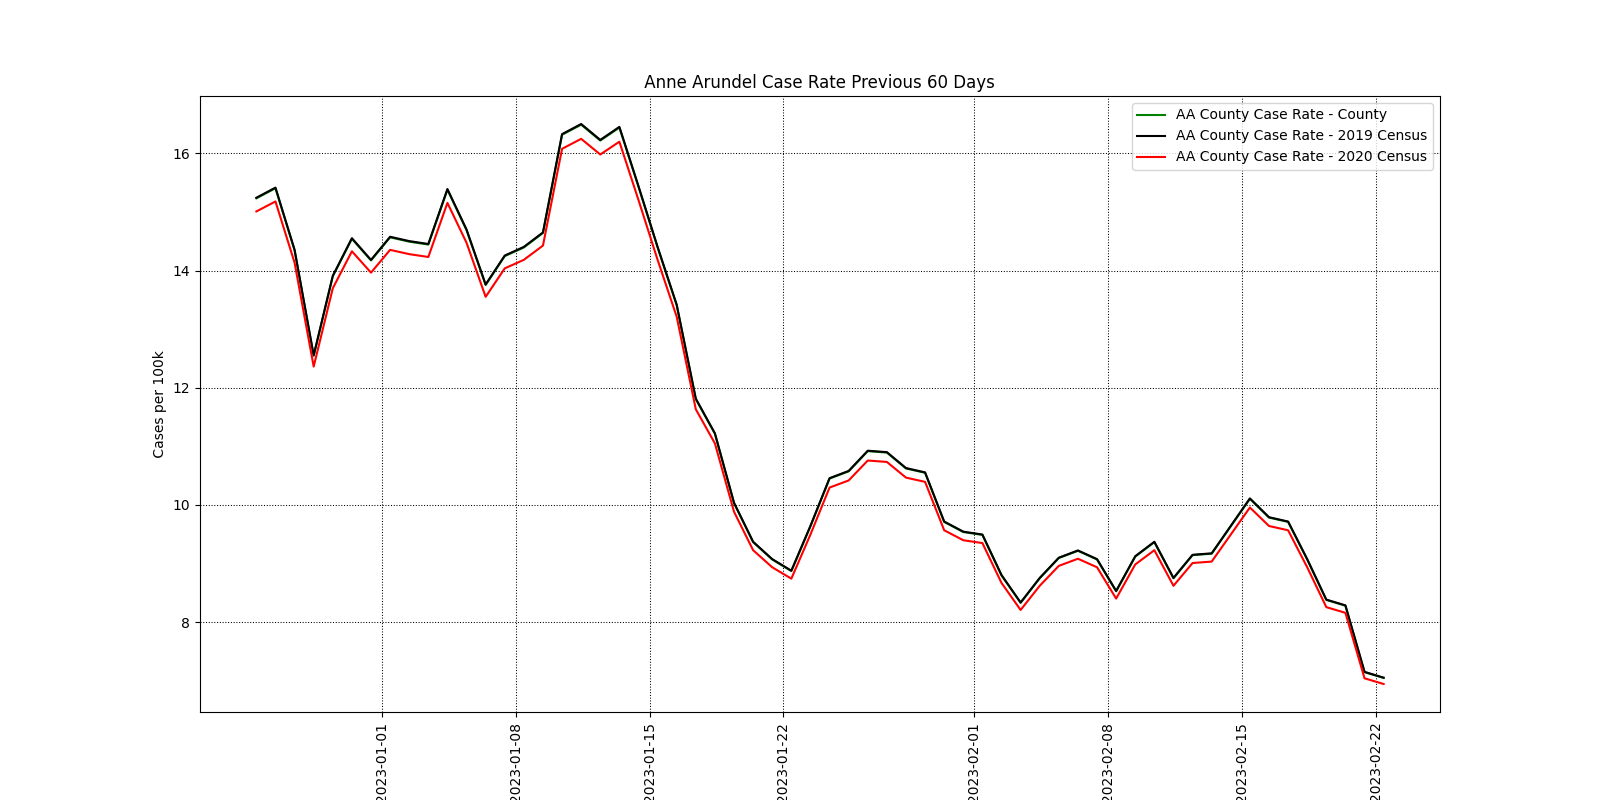 Anne Arundel Case Rate Previous 60 Days
AA County Case Rate - County
AA County Case Rate - 2019 Census
AA County Case Rate - 2020 Census
Cases per 100k
16
14
12
10
8
2023-01-01
2023-01-08
2023-01-15
2023-01-22
2023-02-01
2023-02-08
2023-02-15
2023-02-22